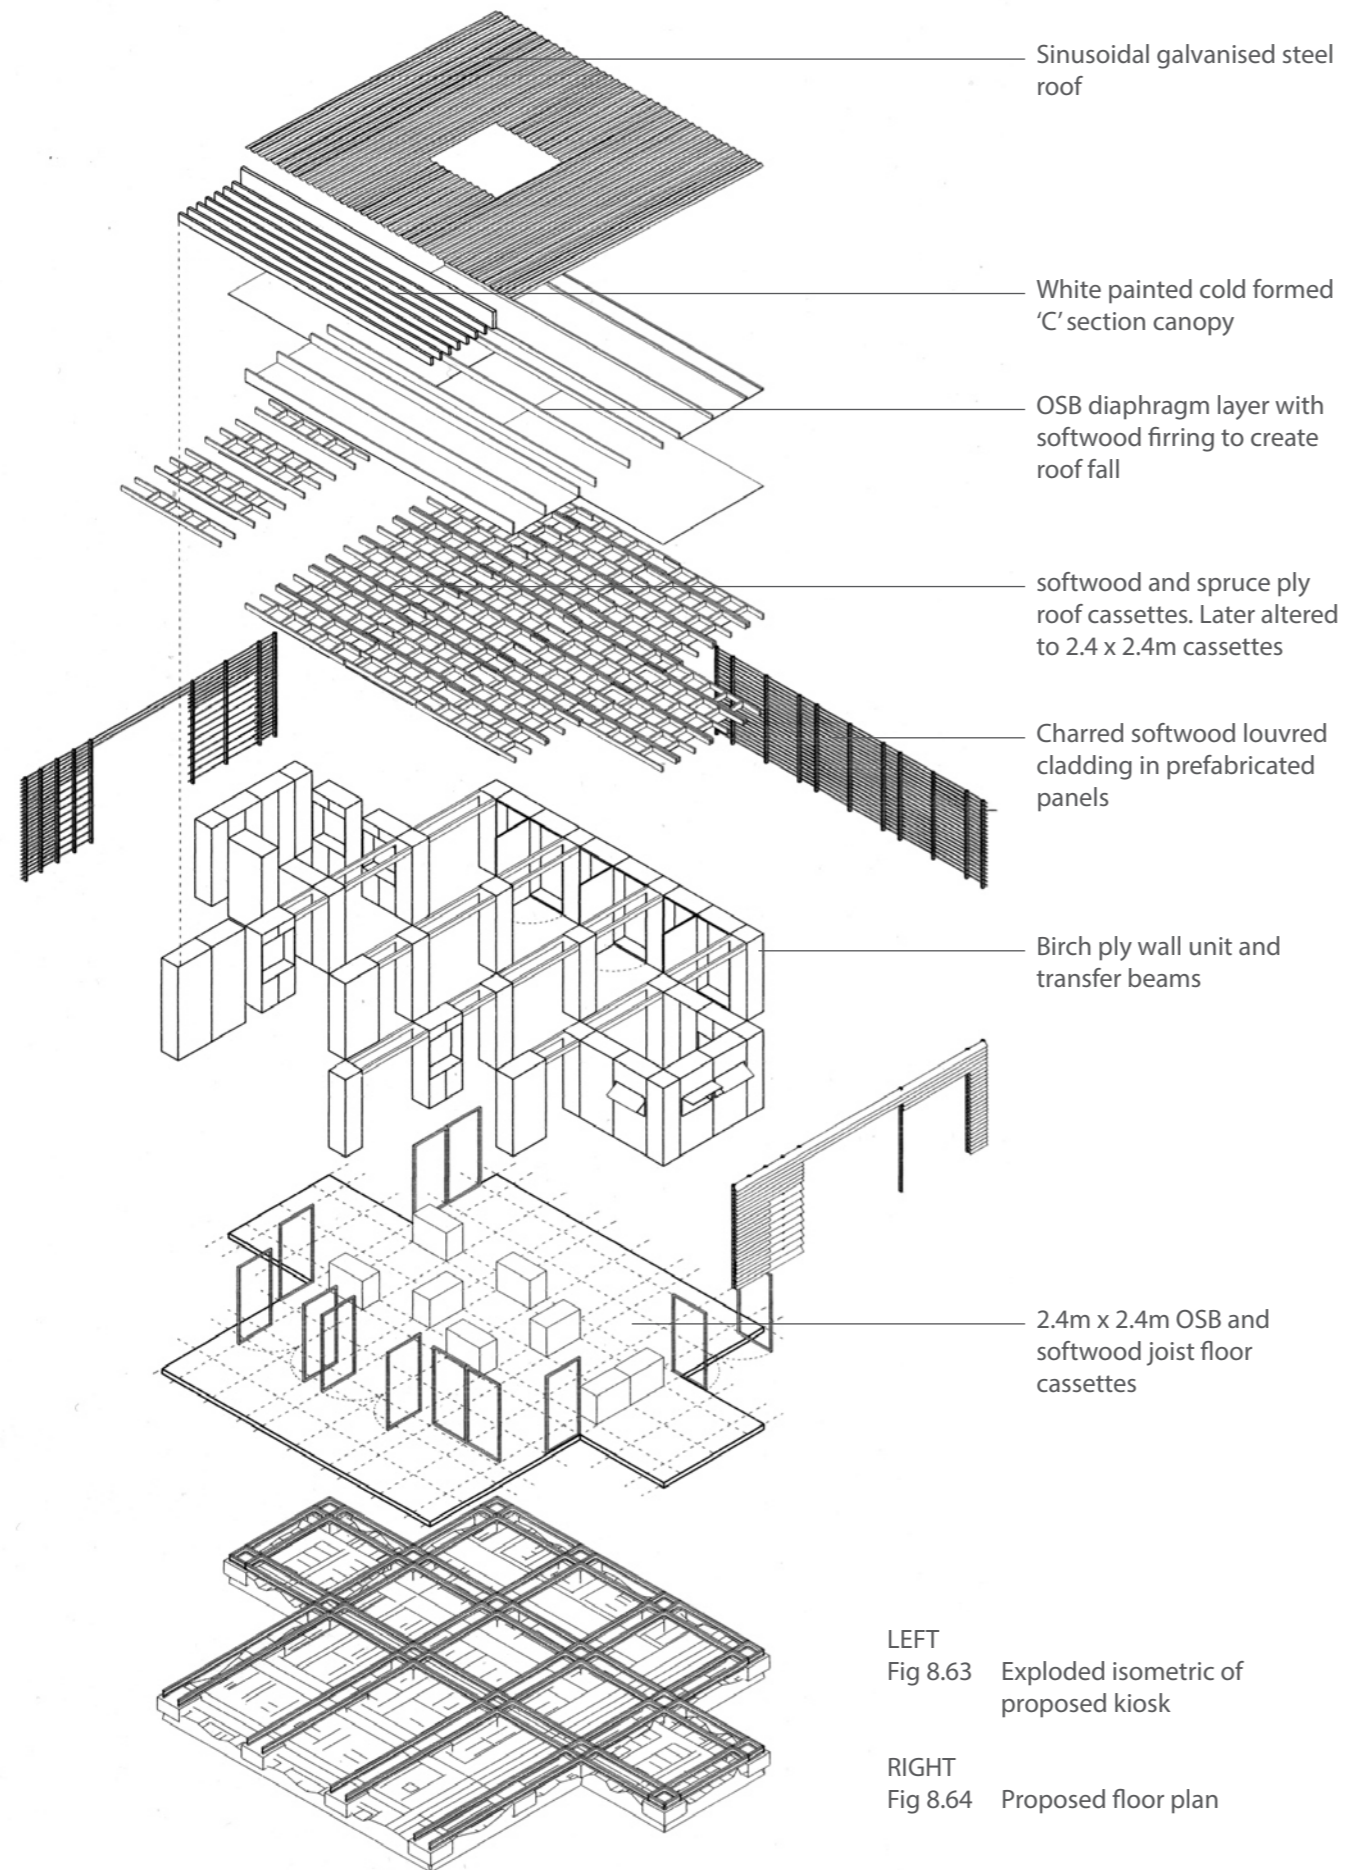 Sinusoidal galvanised steel
roof
White painted cold formed
‘C’ section canopy
OSB diaphragm layer with
softwood firring to create
roof fall
softwood and spruce ply
roof cassettes. Later altered
to 2.4 x 2.4m cassettes
Charred softwood louvred
cladding in prefabricated
panels
Birch ply wall unit and
transfer beams
2.4m x 2.4m OSB and
softwood joist floor
cassettes
LEFT
Fig 8.63 Exploded isometric of
proposed kiosk
RIGHT
Fig 8.64 Proposed floor plan